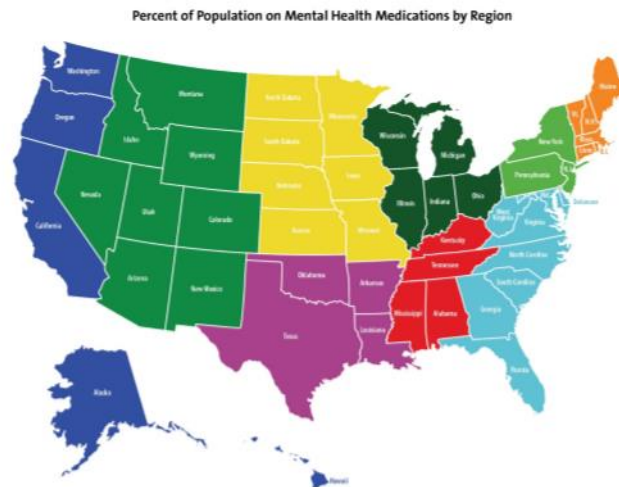 Percent of Population on Mental Health Medications by Region
Washington
Oregon
California
Nevada
Idaho
Montana
Wyoming
Utah
Colorado
Arizona
New Mexico
North Dakota
South Dakota
Nebraska
Kansas
Minnesota
Iowa
Missouri
Oklahoma
Texas
Arkansas
Louisiana
Wisconsin
Michigan
Illinois
Indiana
Ohio
Kentucky
Tennessee
Mississippi
Alabama
New York
Pennsylvania
Maine
West Virginia
Virginia
North Carolina
South Carolina
Georgia
Florida
Delaware
Alaska
Hawaii